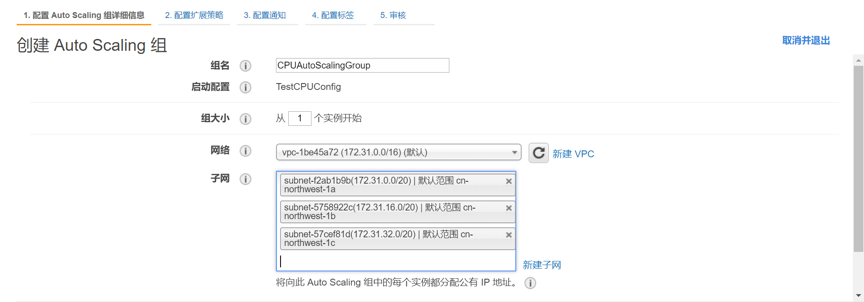 1. 配置 Auto Scaling 组详细信息 2. 配置扩展策略 3. 配置通知 4. 配置标签 5. 审核
创建 Auto Scaling 组 取消并退出
组名 CPUAutoScalingGroup
启动配置 TestCPUConfig
组大小 从 1 个实例开始
网络 vpc-1be45a72 (172.31.0.0/16) (默认) 新建 VPC
子网 subnet-f2ab1b9b(172.31.0.0/20) | 默认范围 cn-
northwest-1a
subnet-5758922c(172.31.16.0/20) | 默认范围 cn-
northwest-1b
subnet-57cef81d(172.31.32.0/20) | 默认范围 cn-
northwest-1c
新建子网
将向此 Auto Scaling 组中的每个实例都分配公有 IP 地址。